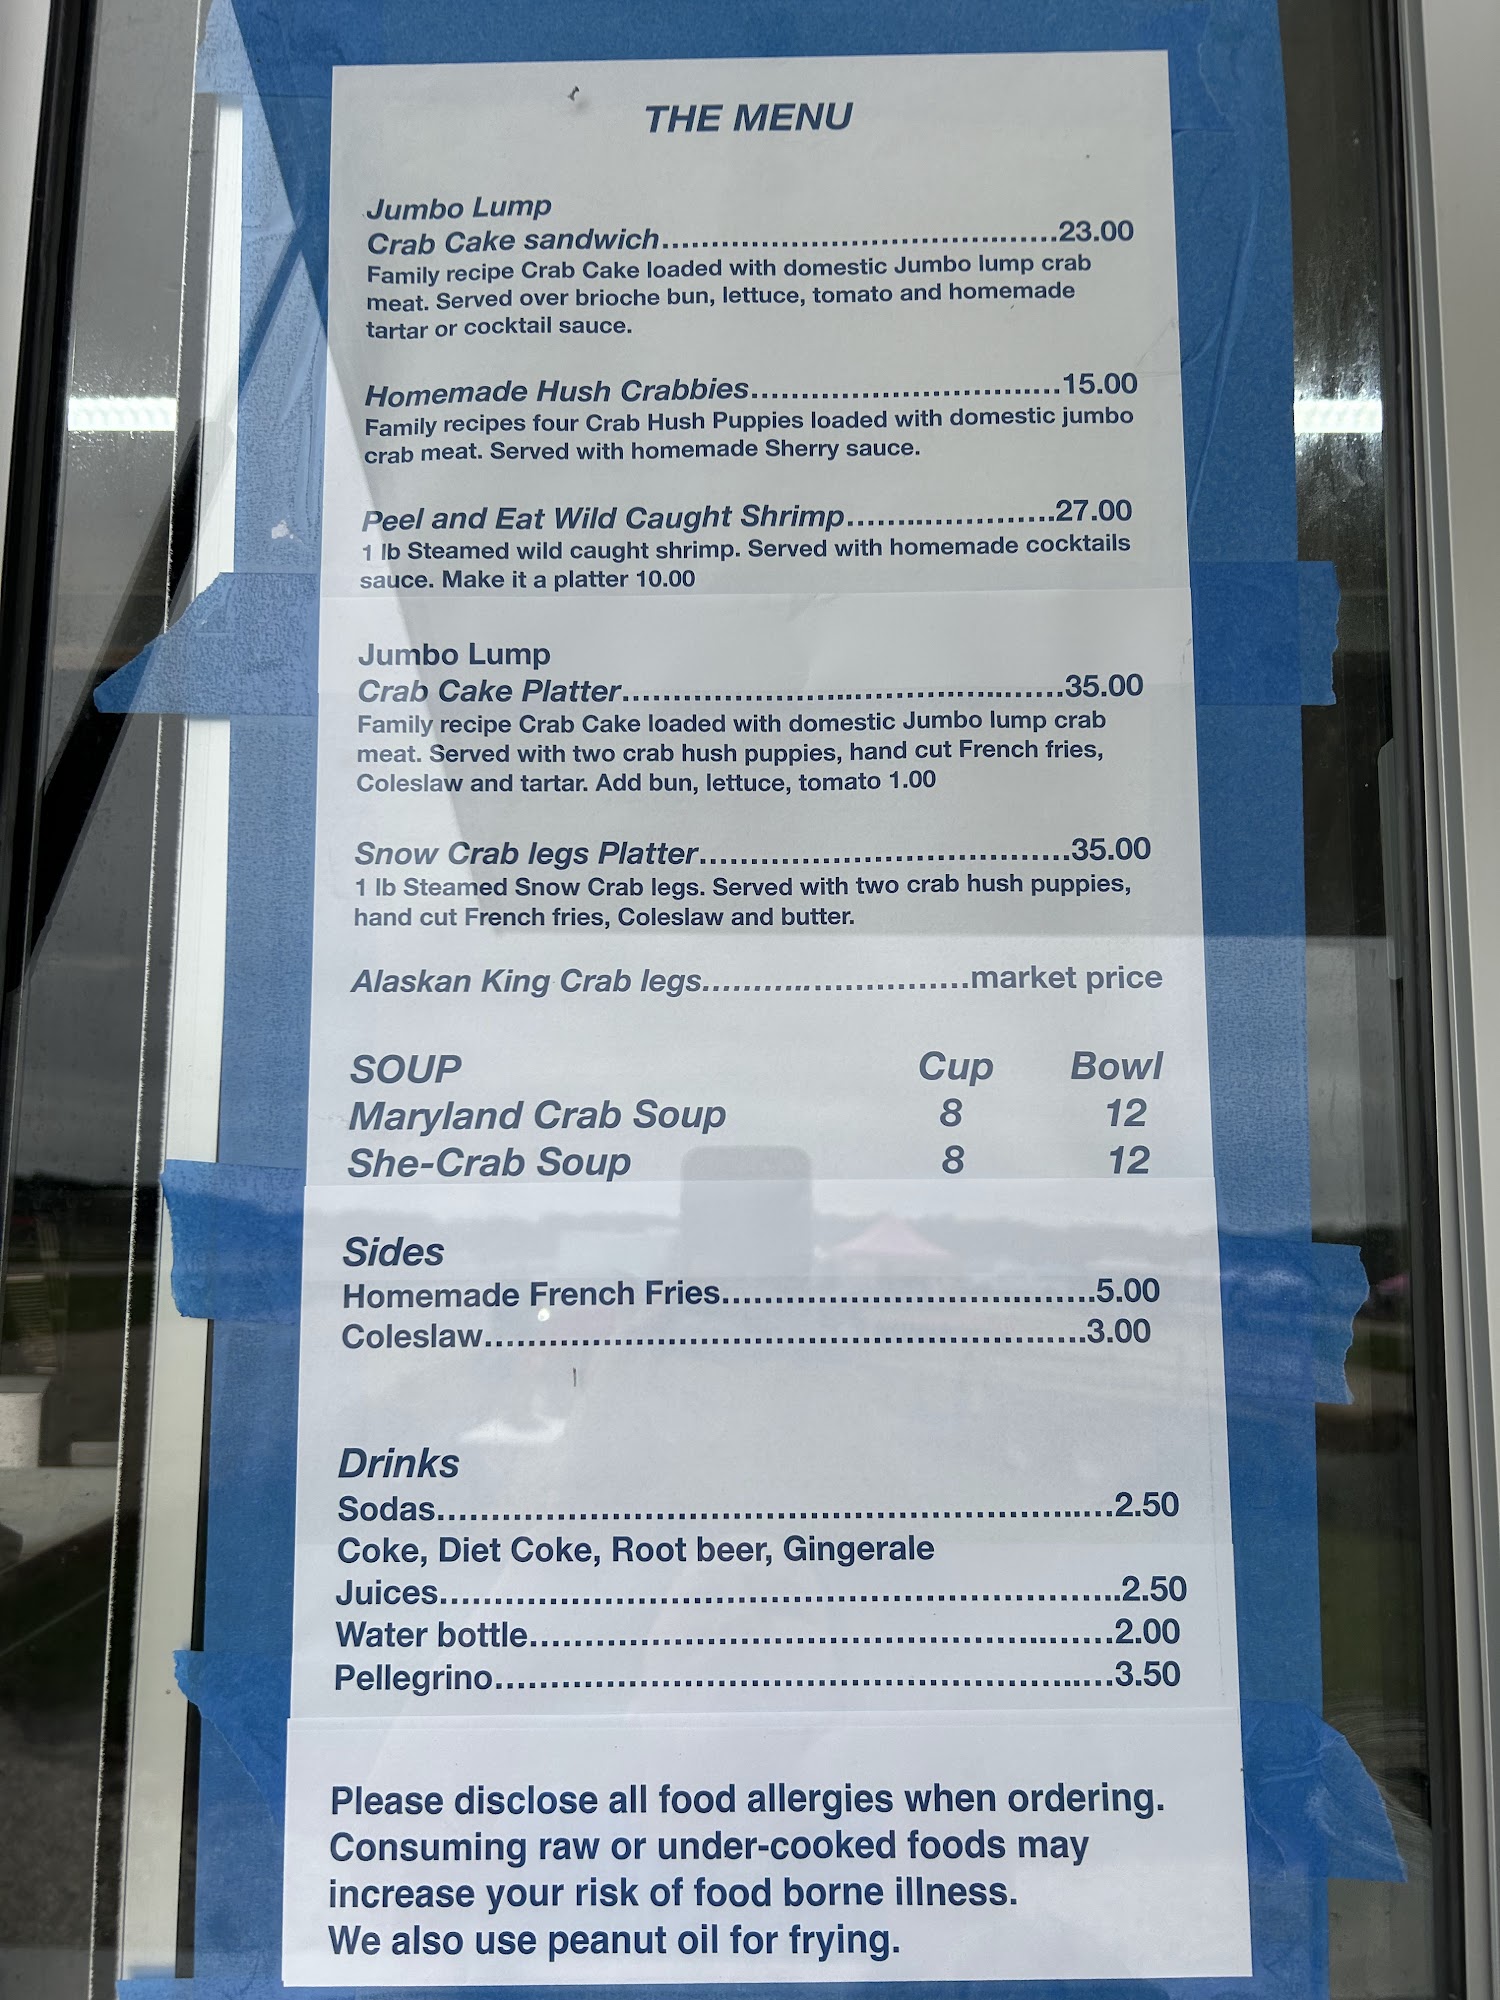 THE MENU
Jumbo Lump
Crab Cake sandwich.............................................23.00
Family recipe Crab Cake loaded with domestic Jumbo lump crab
meat. Served over brioche bun, lettuce, tomato and homemade
tartar or cocktail sauce.
Homemade Hush Crabbies...................................15.00
Family recipes four Crab Hush Puppies loaded with domestic jumbo
crab meat. Served with homemade Sherry sauce.
Peel and Eat Wild Caught Shrimp.......................27.00
1 lb Steamed wild caught shrimp. Served with homemade cocktails
sauce. Make it a platter 10.00
Jumbo Lump
Crab Cake Platter.................................................35.00
Family recipe Crab Cake loaded with domestic Jumbo lump crab
meat. Served with two crab hush puppies, hand cut French fries,
Coleslaw and tartar. Add bun, lettuce, tomato 1.00
Snow Crab legs Platter.........................................35.00
1 lb Steamed Snow Crab legs. Served with two crab hush puppies,
hand cut French fries, Coleslaw and butter.
Alaskan King Crab legs.............................market price
SOUP Cup Bowl
Maryland Crab Soup 8 12
She-Crab Soup 8 12
Sides
Homemade French Fries.........................................5.00
Coleslaw..................................................................3.00
Drinks
Sodas.........................................................................2.50
Coke, Diet Coke, Root beer, Gingerale
Juices.........................................................................2.50
Water bottle...............................................................2.00
Pellegrino...................................................................3.50
Please disclose all food allergies when ordering.
Consuming raw or under-cooked foods may
increase your risk of food borne illness.
We also use peanut oil for frying.